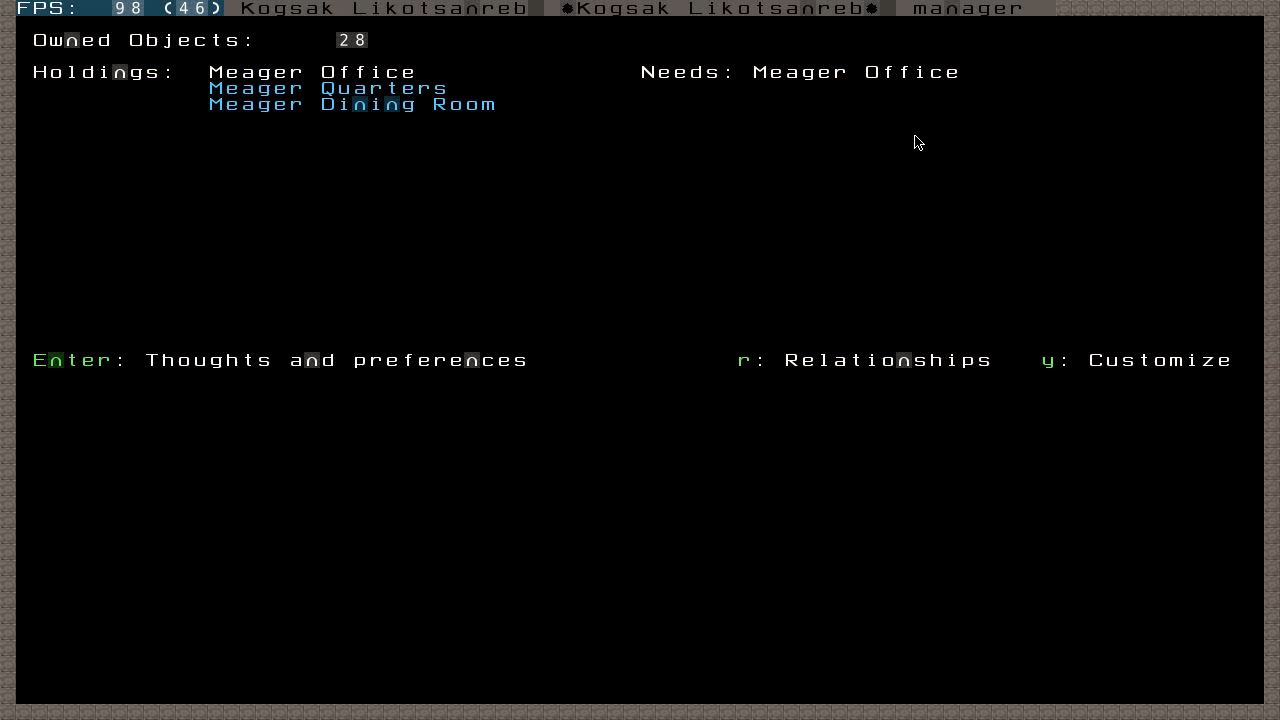 FPS: 98 (46) Kogsak Likotsanreb ✹Kogsak Likotsanreb✹ manager
Owned Objects: 28
Holdings: Meager Office Needs: Meager Office
Meager Quarters
Meager Dining Room
Enter: Thoughts and preferences r: Relationships y: Customize